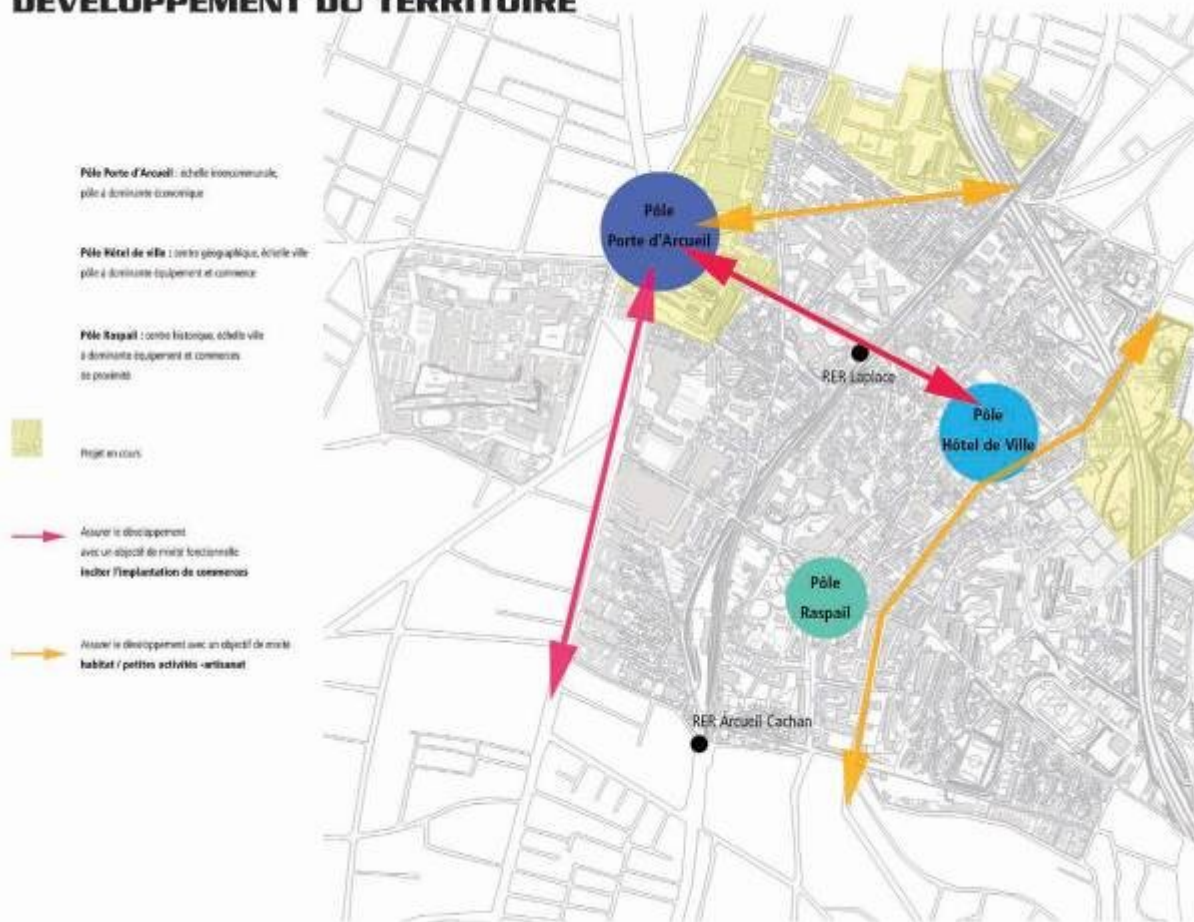 DÉVELOPPEMENT DU TERRITOIRE
Pôle Porte d'Arcueil : échelle intercommunale,
pôle à dominante économique
Pôle Hôtel de ville : centre géographique, échelle ville
pôle à dominante équipement et commerce
Pôle Raspail : centre historique, échelle ville
à dominante équipement et commerces
de proximité
Projet en cours
Assurer le développement
avec un objectif de mixité fonctionnelle
inciter l'implantation de commerces
Assurer le développement avec un objectif de mixité
habitat / petites activités -artisanat
Pôle
Porte d'Arcueil
RER Laplace
Pôle
Hôtel de Ville
Pôle
Raspail
RER Arcueil Cachan